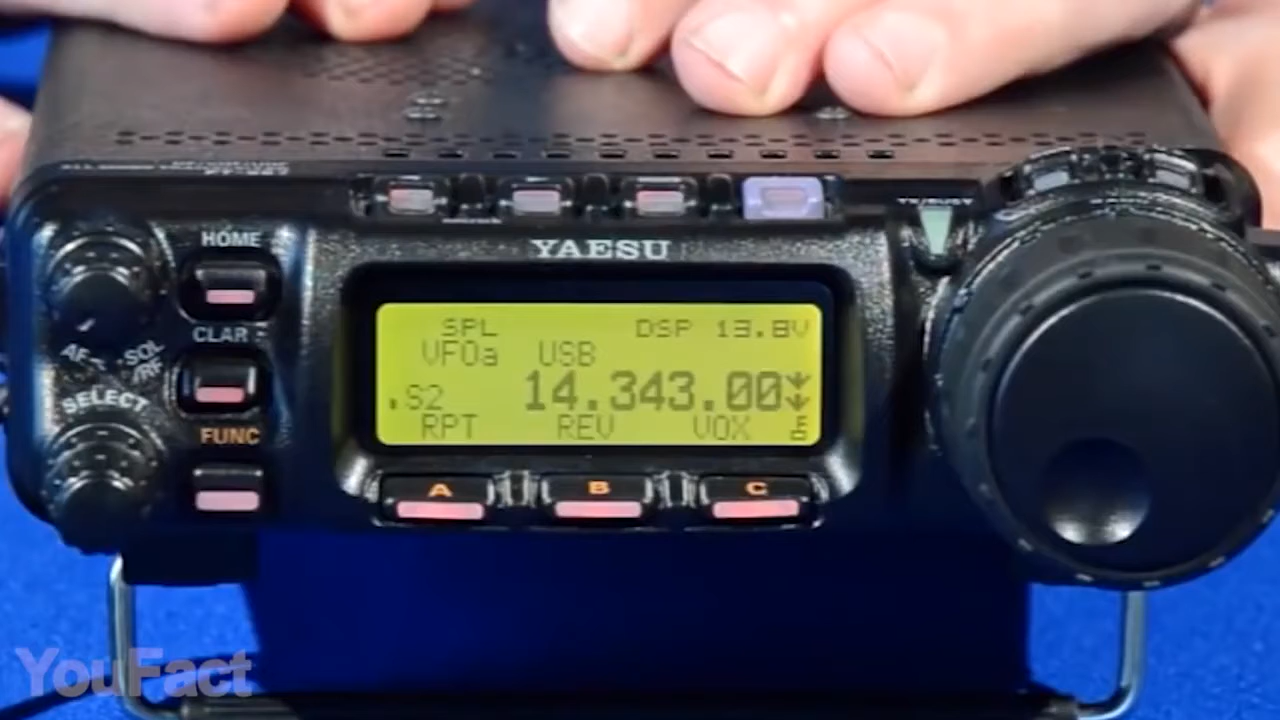 HOME
YAESU
CLAR
AF
SQL
/RF
SELECT
FUNC
SPL DSP 13.8V
VFOa USB
.S2 14.343.00
RPT REV VOX
A B C
YouFact